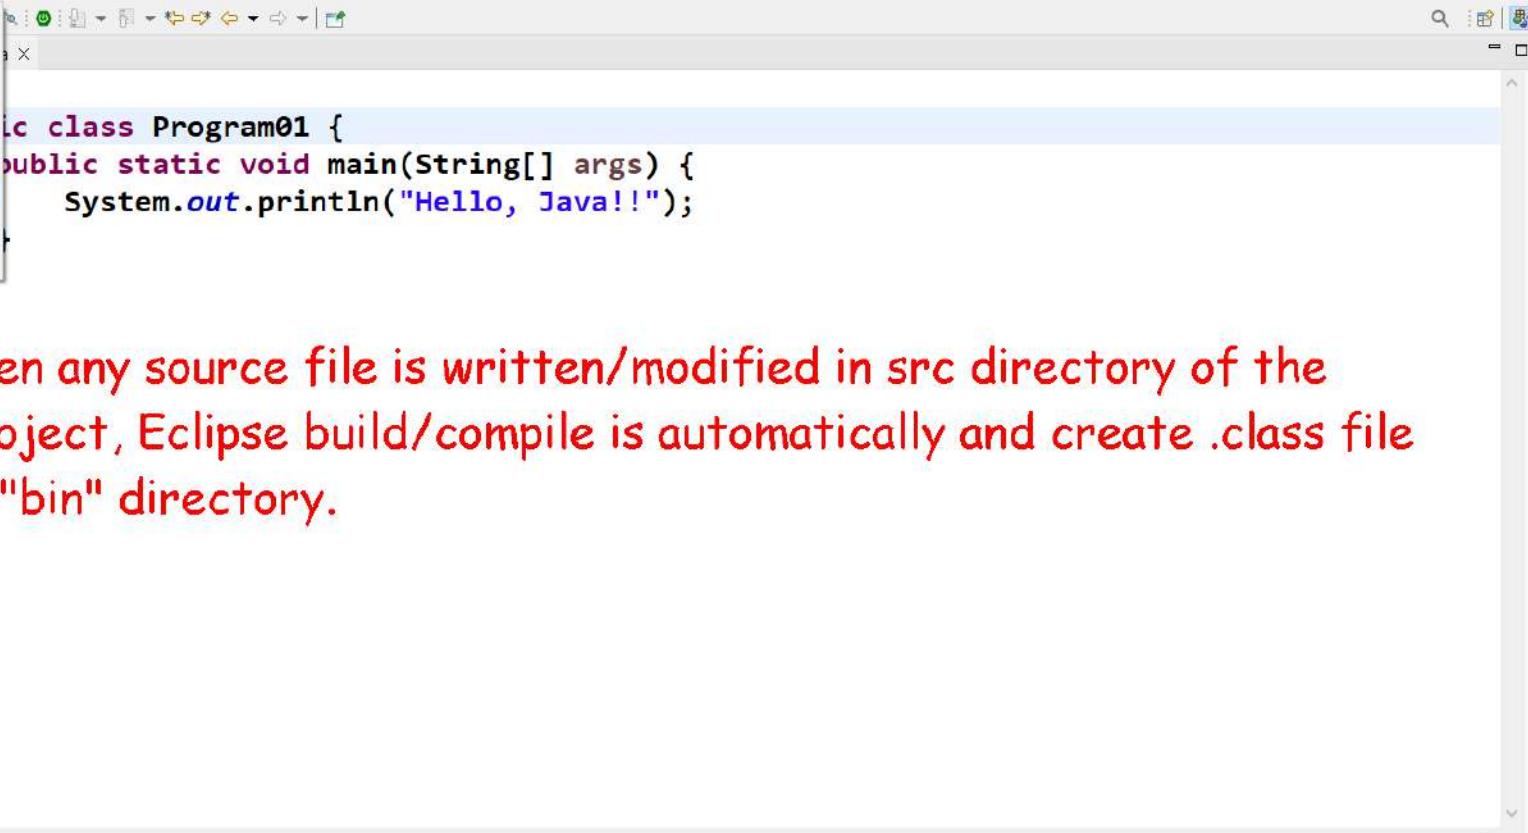 ic class Program01 {
public static void main(String[] args) {
System.out.println("Hello, Java!!");
}
en any source file is written/modified in src directory of the
oject, Eclipse build/compile is automatically and create .class file
"bin" directory.